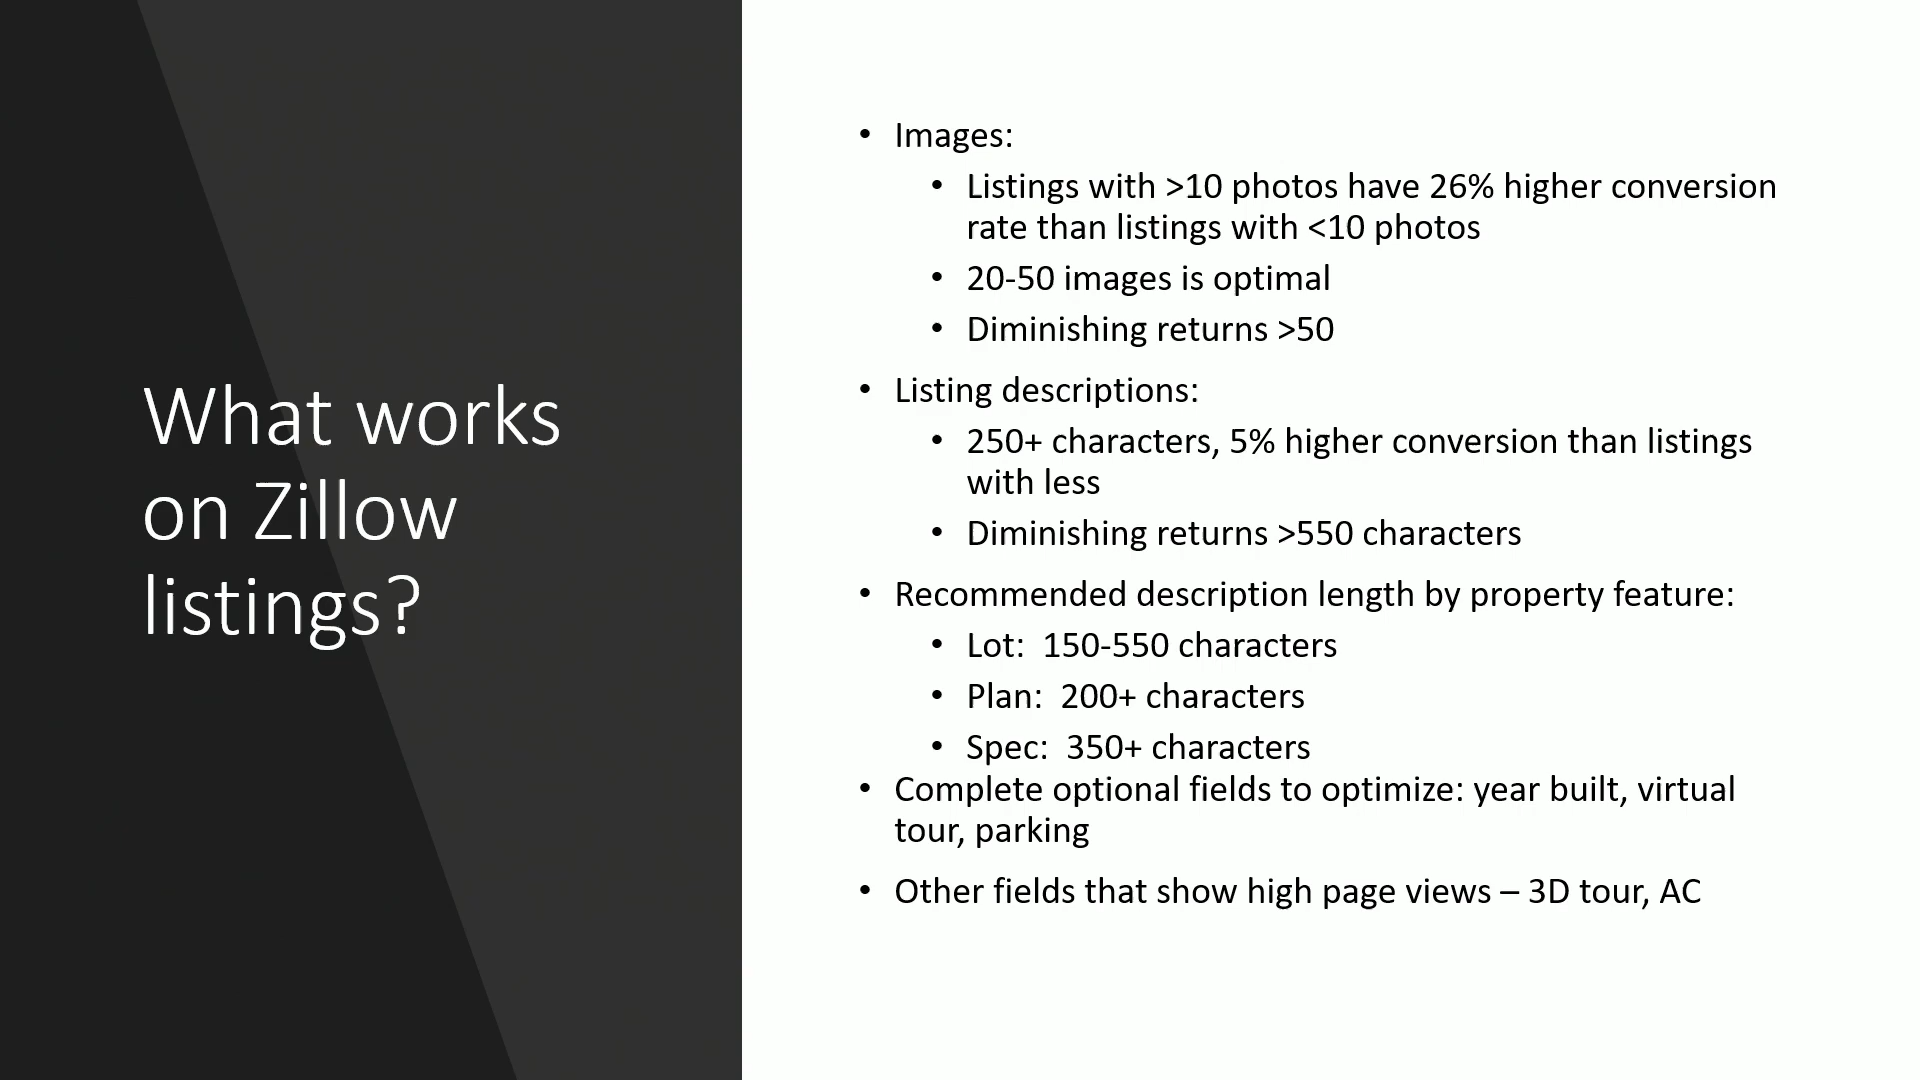 What works
on Zillow
listings?
• Images:
• Listings with >10 photos have 26% higher conversion
rate than listings with <10 photos
• 20-50 images is optimal
• Diminishing returns >50
• Listing descriptions:
• 250+ characters, 5% higher conversion than listings
with less
• Diminishing returns >550 characters
• Recommended description length by property feature:
• Lot:  150-550 characters
• Plan:  200+ characters
• Spec:  350+ characters
• Complete optional fields to optimize: year built, virtual
tour, parking
• Other fields that show high page views – 3D tour, AC